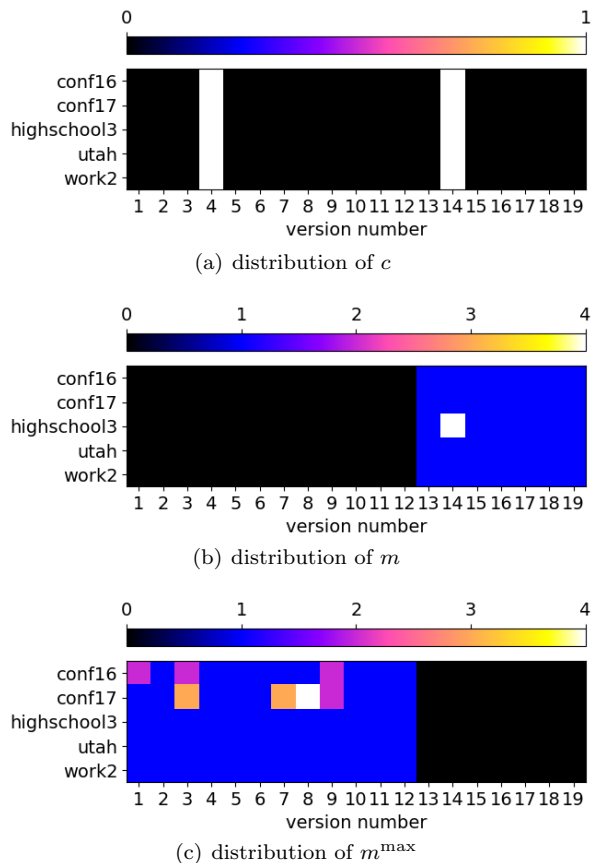 0 1
conf16
conf17
highschool3
utah
work2
1 2 3 4 5 6 7 8 9 10 11 12 13 14 15 16 17 18 19
version number
(a) distribution of c
0 1 2 3 4
conf16
conf17
highschool3
utah
work2
1 2 3 4 5 6 7 8 9 10 11 12 13 14 15 16 17 18 19
version number
(b) distribution of m
0 1 2 3 4
conf16
conf17
highschool3
utah
work2
1 2 3 4 5 6 7 8 9 10 11 12 13 14 15 16 17 18 19
version number
(c) distribution of m^max